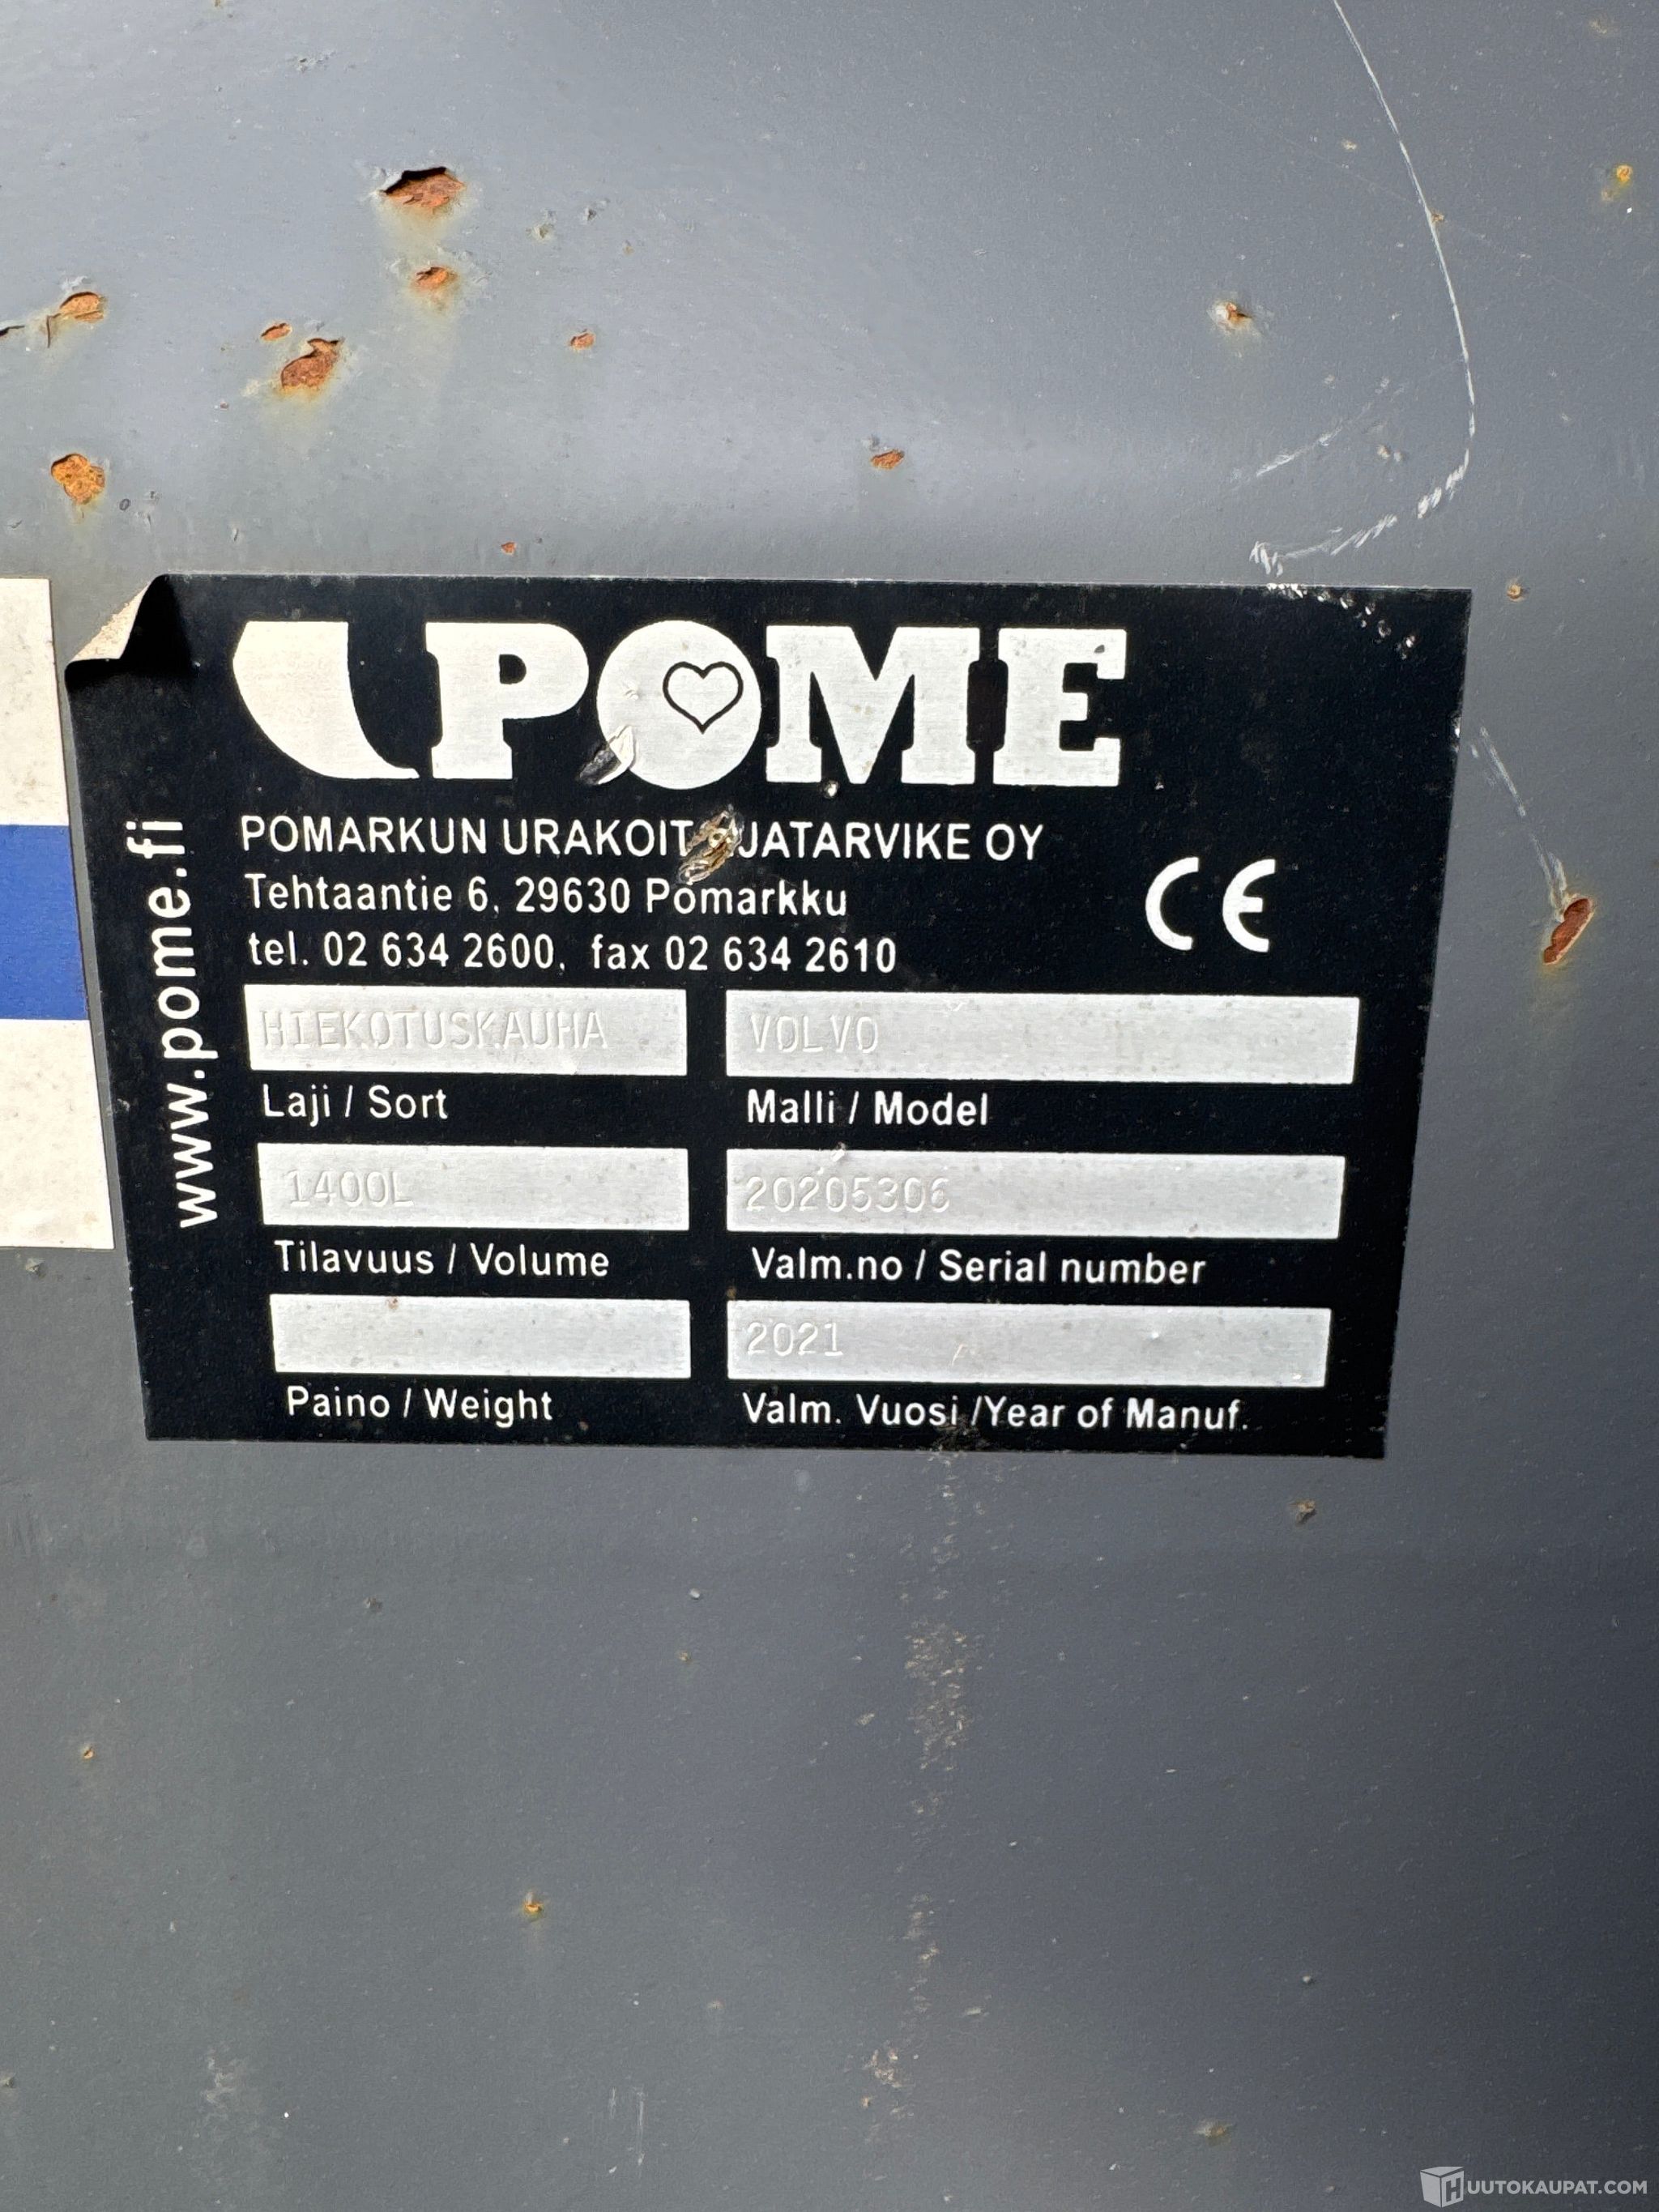 POME
POMARKUN URAKOIT JATARVIKE OY
Tehtaantie 6, 29630 Pomarkku
tel. 02 634 2600, fax 02 634 2610
CE
www.pome.fi
HIEKOTUSKAUHA
VOLVO
Laji / Sort
Malli / Model
1400L
20205306
Tilavuus / Volume
Valm.no / Serial number
2021
Paino / Weight
Valm. Vuosi /Year of Manuf.
HUUTOKAUPAT.COM